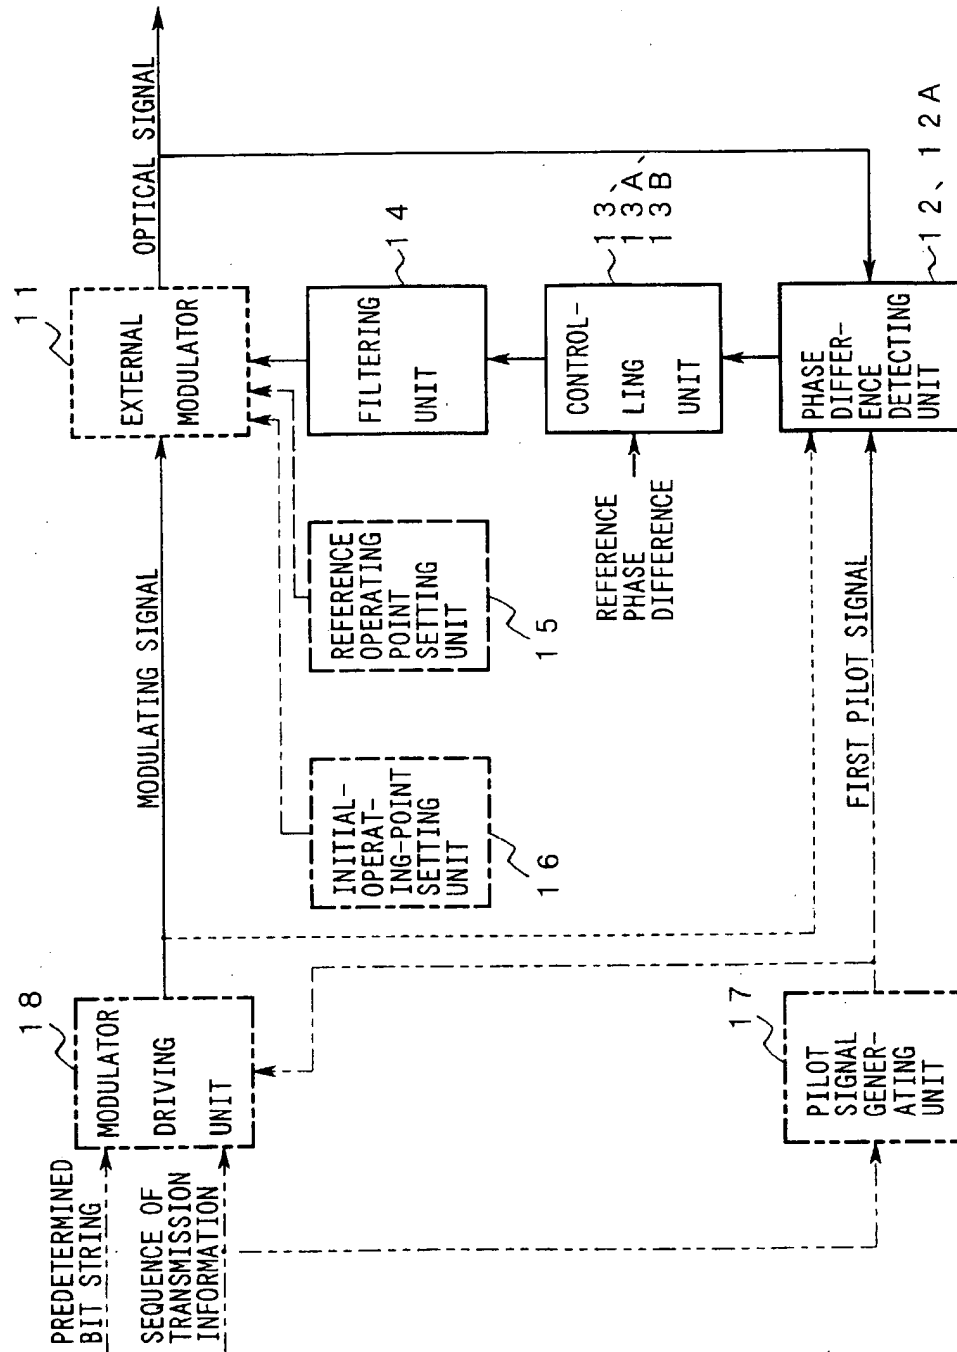 PREDETERMINED
BIT STRING
SEQUENCE OF
TRANSMISSION
INFORMATION
18
MODULATOR
DRIVING
UNIT
MODULATING SIGNAL
11
EXTERNAL
MODULATOR
OPTICAL SIGNAL
INITIAL-
OPERAT-
ING-POINT
SETTING
UNIT
16
REFERENCE
OPERATING
POINT
SETTING
UNIT
15
FILTERING
UNIT
14
REFERENCE
PHASE
DIFFERENCE
CONTROL-
LING
UNIT
13、
13A、
13B
17
PILOT
SIGNAL
GENER-
ATING
UNIT
FIRST PILOT SIGNAL
PHASE
DIFFER-
ENCE
DETECTING
UNIT
12、12A